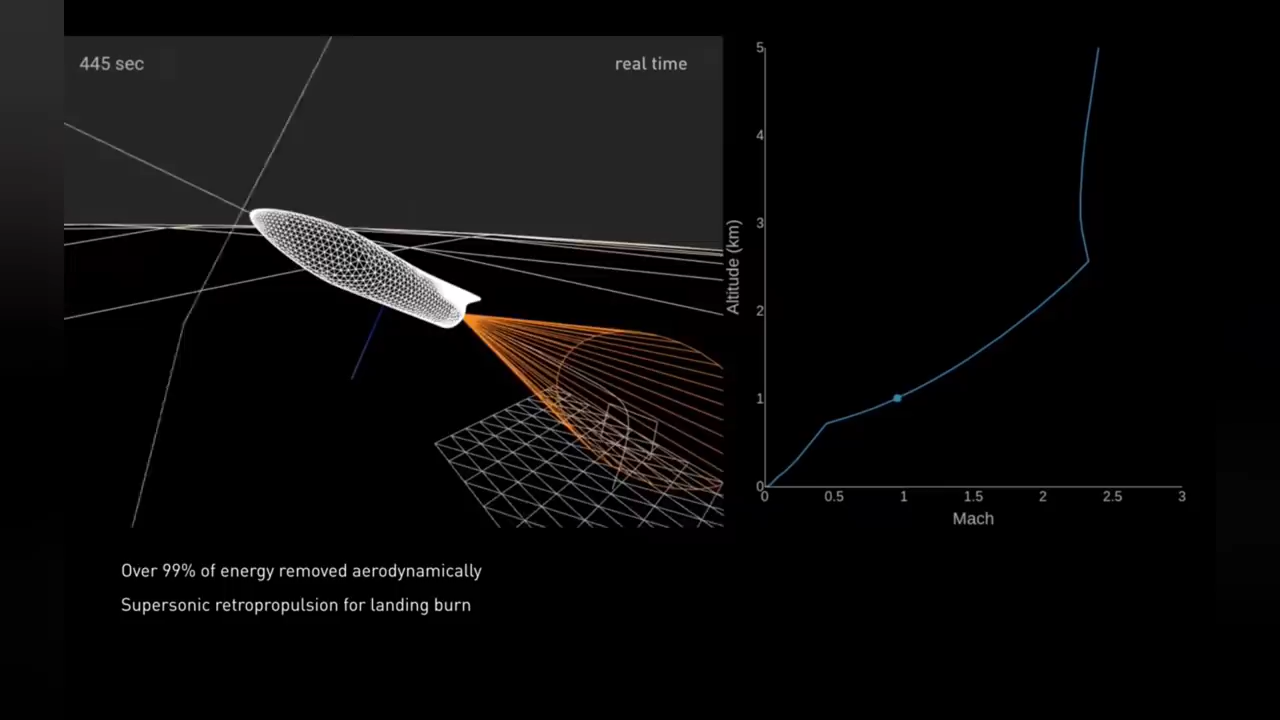 445 sec
real time
5
4
3
2
1
0
Altitude (km)
0 0.5 1 1.5 2 2.5 3
Mach
Over 99% of energy removed aerodynamically
Supersonic retropropulsion for landing burn